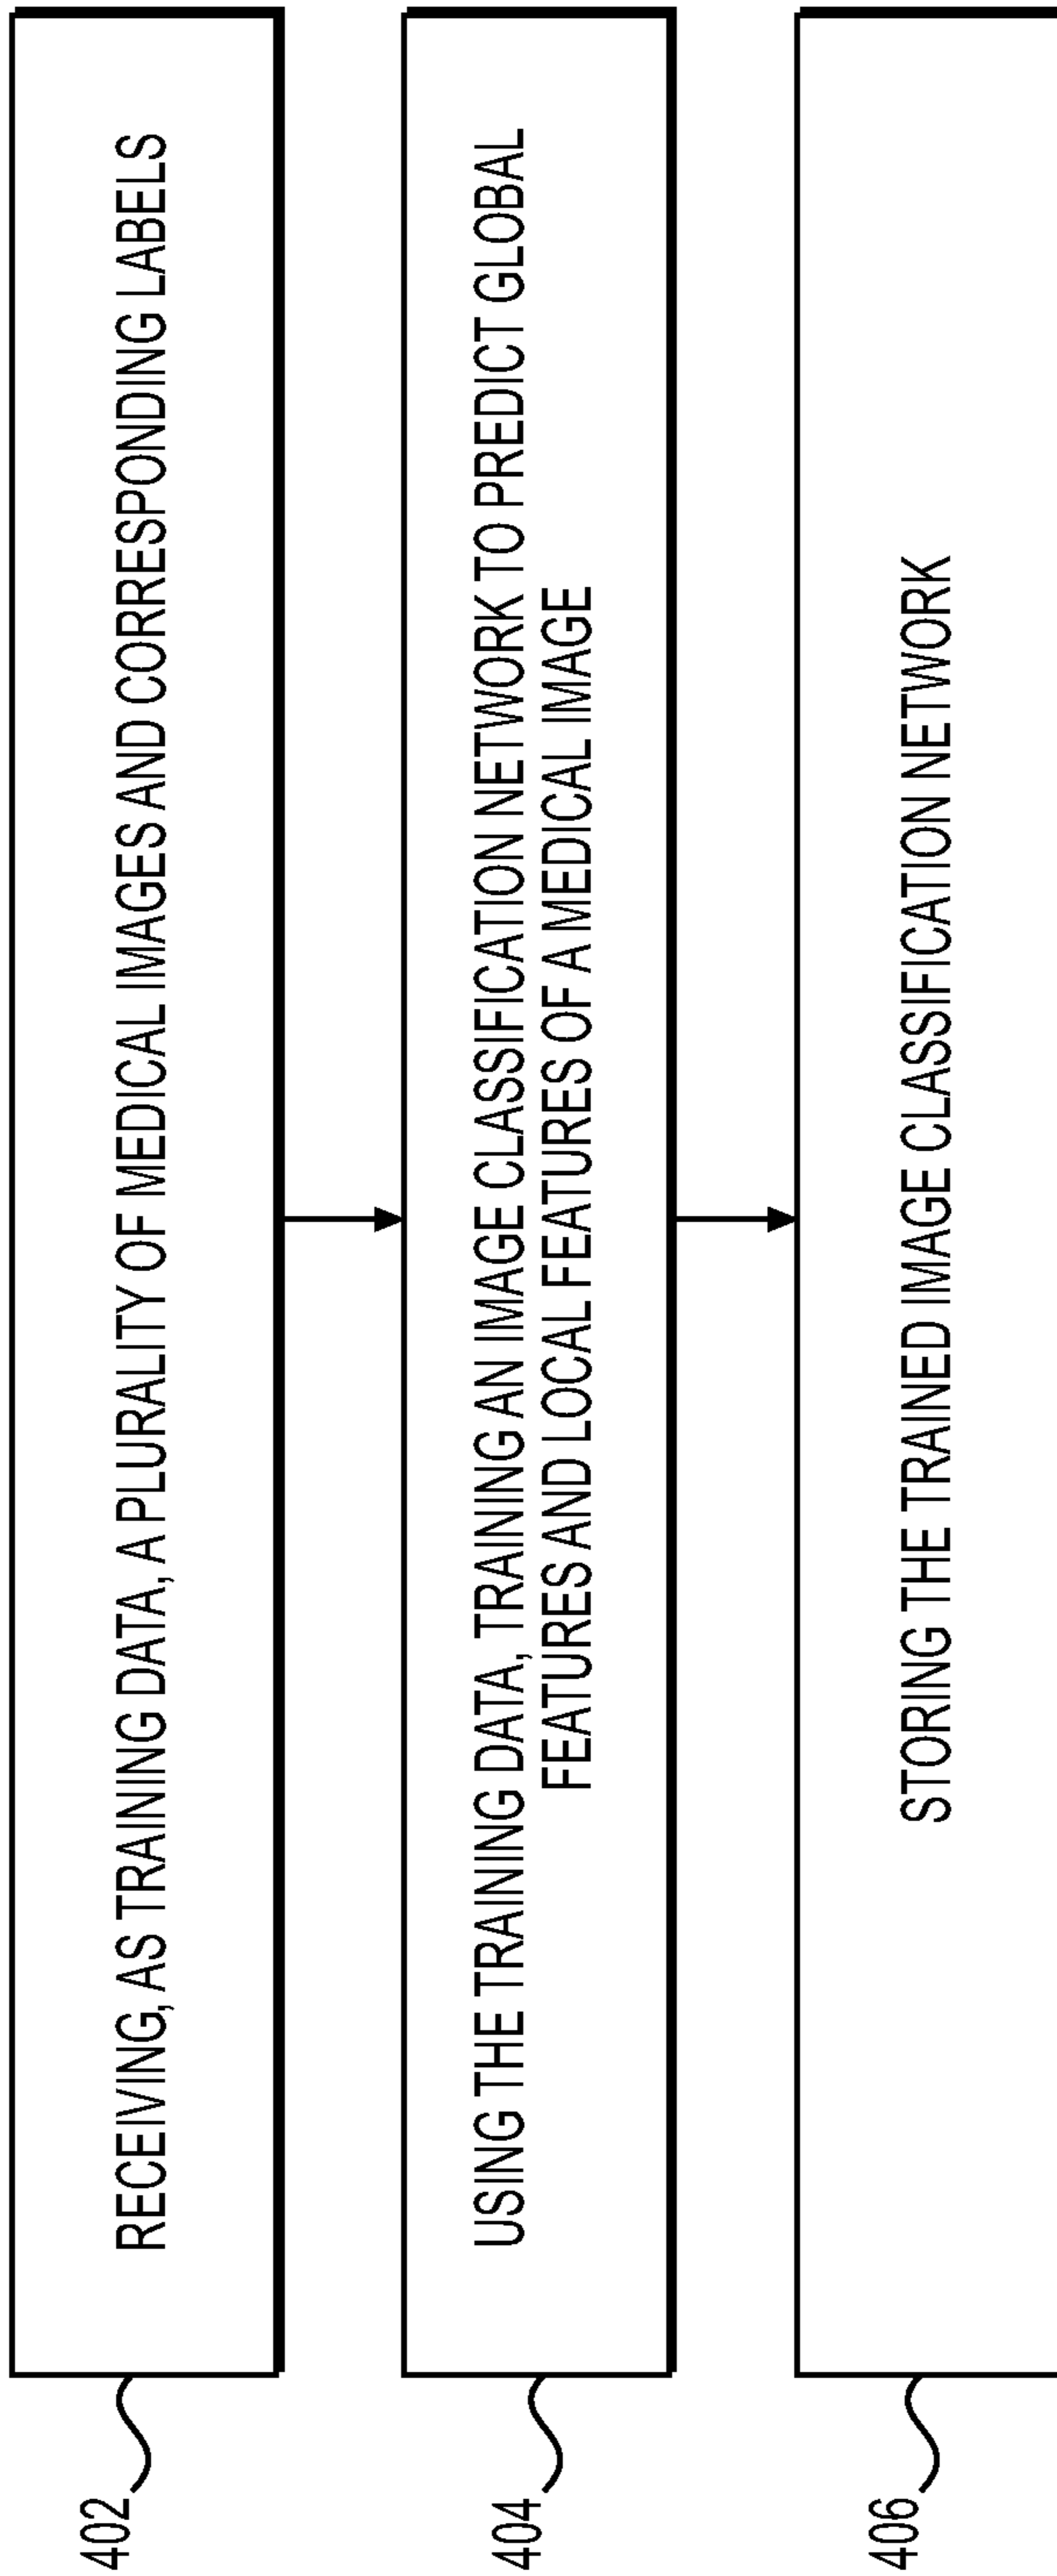 402
RECEIVING, AS TRAINING DATA, A PLURALITY OF MEDICAL IMAGES AND CORRESPONDING LABELS
404
USING THE TRAINING DATA, TRAINING AN IMAGE CLASSIFICATION NETWORK TO PREDICT GLOBAL
FEATURES AND LOCAL FEATURES OF A MEDICAL IMAGE
406
STORING THE TRAINED IMAGE CLASSIFICATION NETWORK